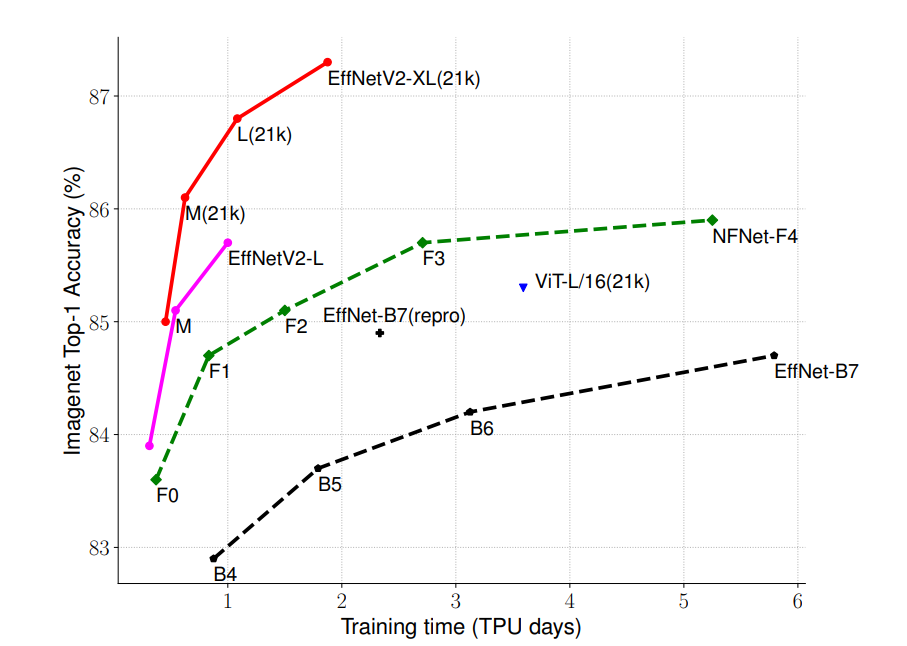 87
86
85
84
83
Imagenet Top-1 Accuracy (%)
EffNetV2-XL(21k)
L(21k)
M(21k)
EffNetV2-L
M
NFNet-F4
F3
F2
F1
F0
ViT-L/16(21k)
EffNet-B7(repro)
EffNet-B7
B6
B5
B4
1 2 3 4 5 6
Training time (TPU days)